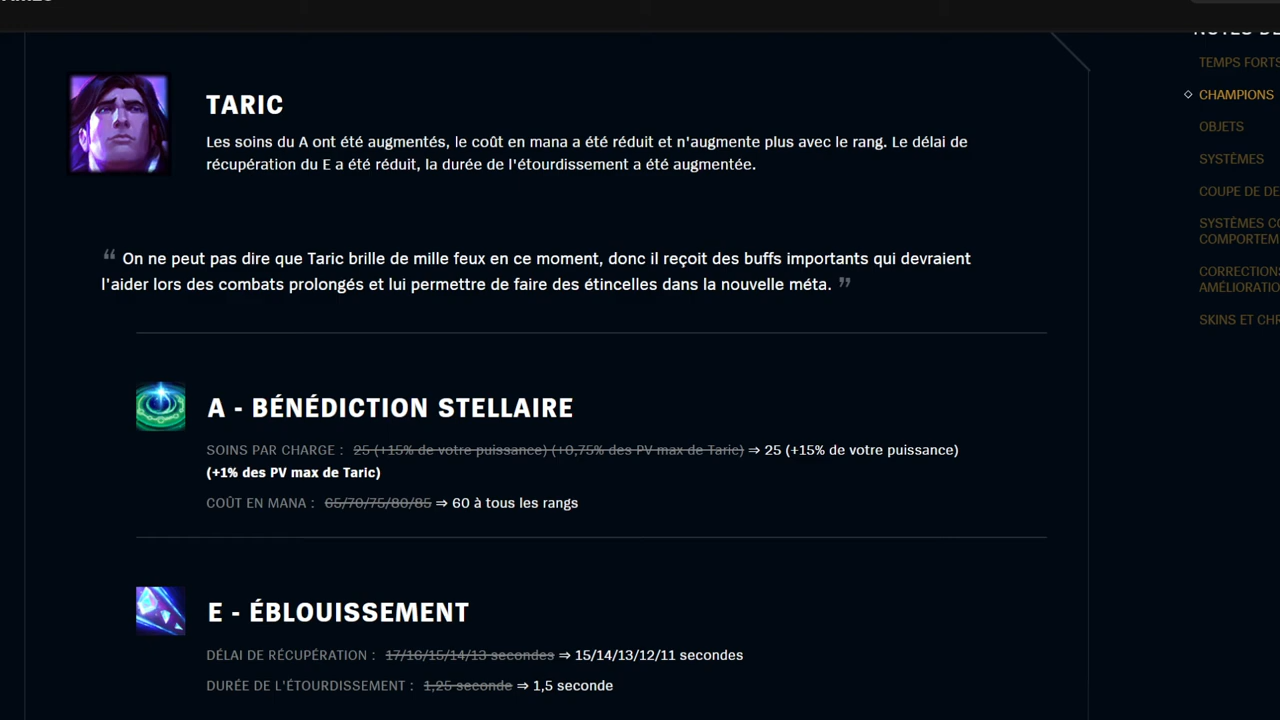 TARIC
Les soins du A ont été augmentés, le coût en mana a été réduit et n'augmente plus avec le rang. Le délai de
récupération du E a été réduit, la durée de l'étourdissement a été augmentée.
“ On ne peut pas dire que Taric brille de mille feux en ce moment, donc il reçoit des buffs importants qui devraient
l'aider lors des combats prolongés et lui permettre de faire des étincelles dans la nouvelle méta. ”
A - BÉNÉDICTION STELLAIRE
SOINS PAR CHARGE : 25 (+15% de votre puissance) (+0,75% des PV max de Taric) ⇒ 25 (+15% de votre puissance)
(+1% des PV max de Taric)
COÛT EN MANA : 65/70/75/80/85 ⇒ 60 à tous les rangs
E - ÉBLOUISSEMENT
DÉLAI DE RÉCUPÉRATION : 17/16/15/14/13 secondes ⇒ 15/14/13/12/11 secondes
DURÉE DE L'ÉTOURDISSEMENT : 1,25 seconde ⇒ 1,5 seconde
NOTES DE
TEMPS FORTS
CHAMPIONS
OBJETS
SYSTÈMES
COUPE DE DE
SYSTÈMES CO
COMPORTEM
CORRECTIONS
AMÉLIORATIO
SKINS ET CHR